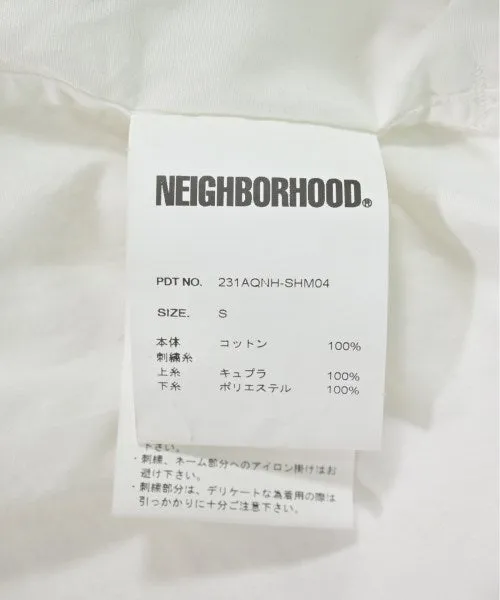 NEIGHBORHOOD®
PDT NO. 231AQNH-SHM04
SIZE. S
本体 コットン 100%
刺繍糸
上糸 キュプラ 100%
下糸 ポリエステル 100%
下さい。
・刺繍、ネーム部分へのアイロン掛けはお
避け下さい。
・刺繍部分は、デリケートな為着用の際は
引っかかりに十分ご注意下さい。